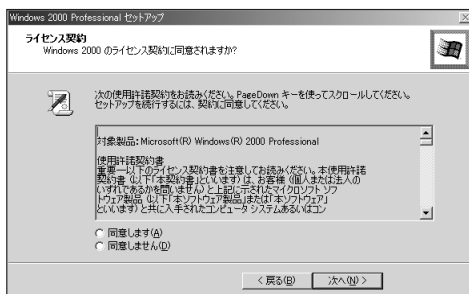 Windows 2000 Professional セットアップ
ライセンス契約
Windows 2000 のライセンス契約に同意されますか?
次の使用許諾契約をお読みください。PageDown キーを使ってスクロールしてください。
セットアップを続行するには、契約に同意してください。
対象製品: Microsoft(R) Windows(R) 2000 Professional
使用許諾契約書
重要―以下のライセンス契約書を注意してお読みください。本使用許諾
契約書 (以下「本契約書」といいます) は、お客様 (個人または法人の
いずれであるかを問いません) と上記に示されたマイクロソフト ソフ
トウェア製品 (以下「本ソフトウェア製品」または「本ソフトウェア」
といいます) と共に入手されたコンピュータ システムあるいはコン
同意します(A)
同意しません(D)
< 戻る(B)
次へ(N) >